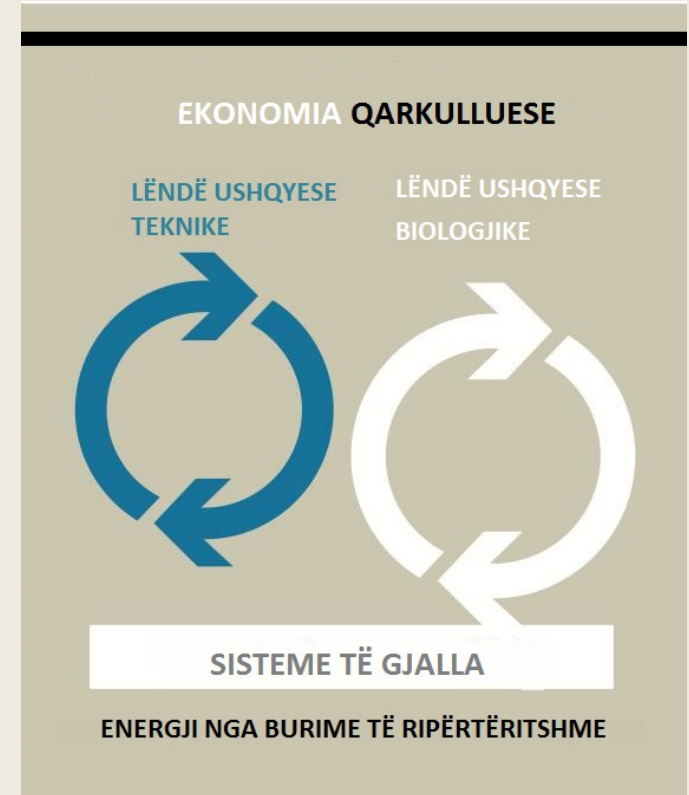 EKONOMIA QARKULLUESE
LËNDË USHQYESE
TEKNIKE
LËNDË USHQYESE
BIOLOGJIKE
SISTEME TË GJALLA
ENERGJI NGA BURIME TË RIPËRTËRITSHME